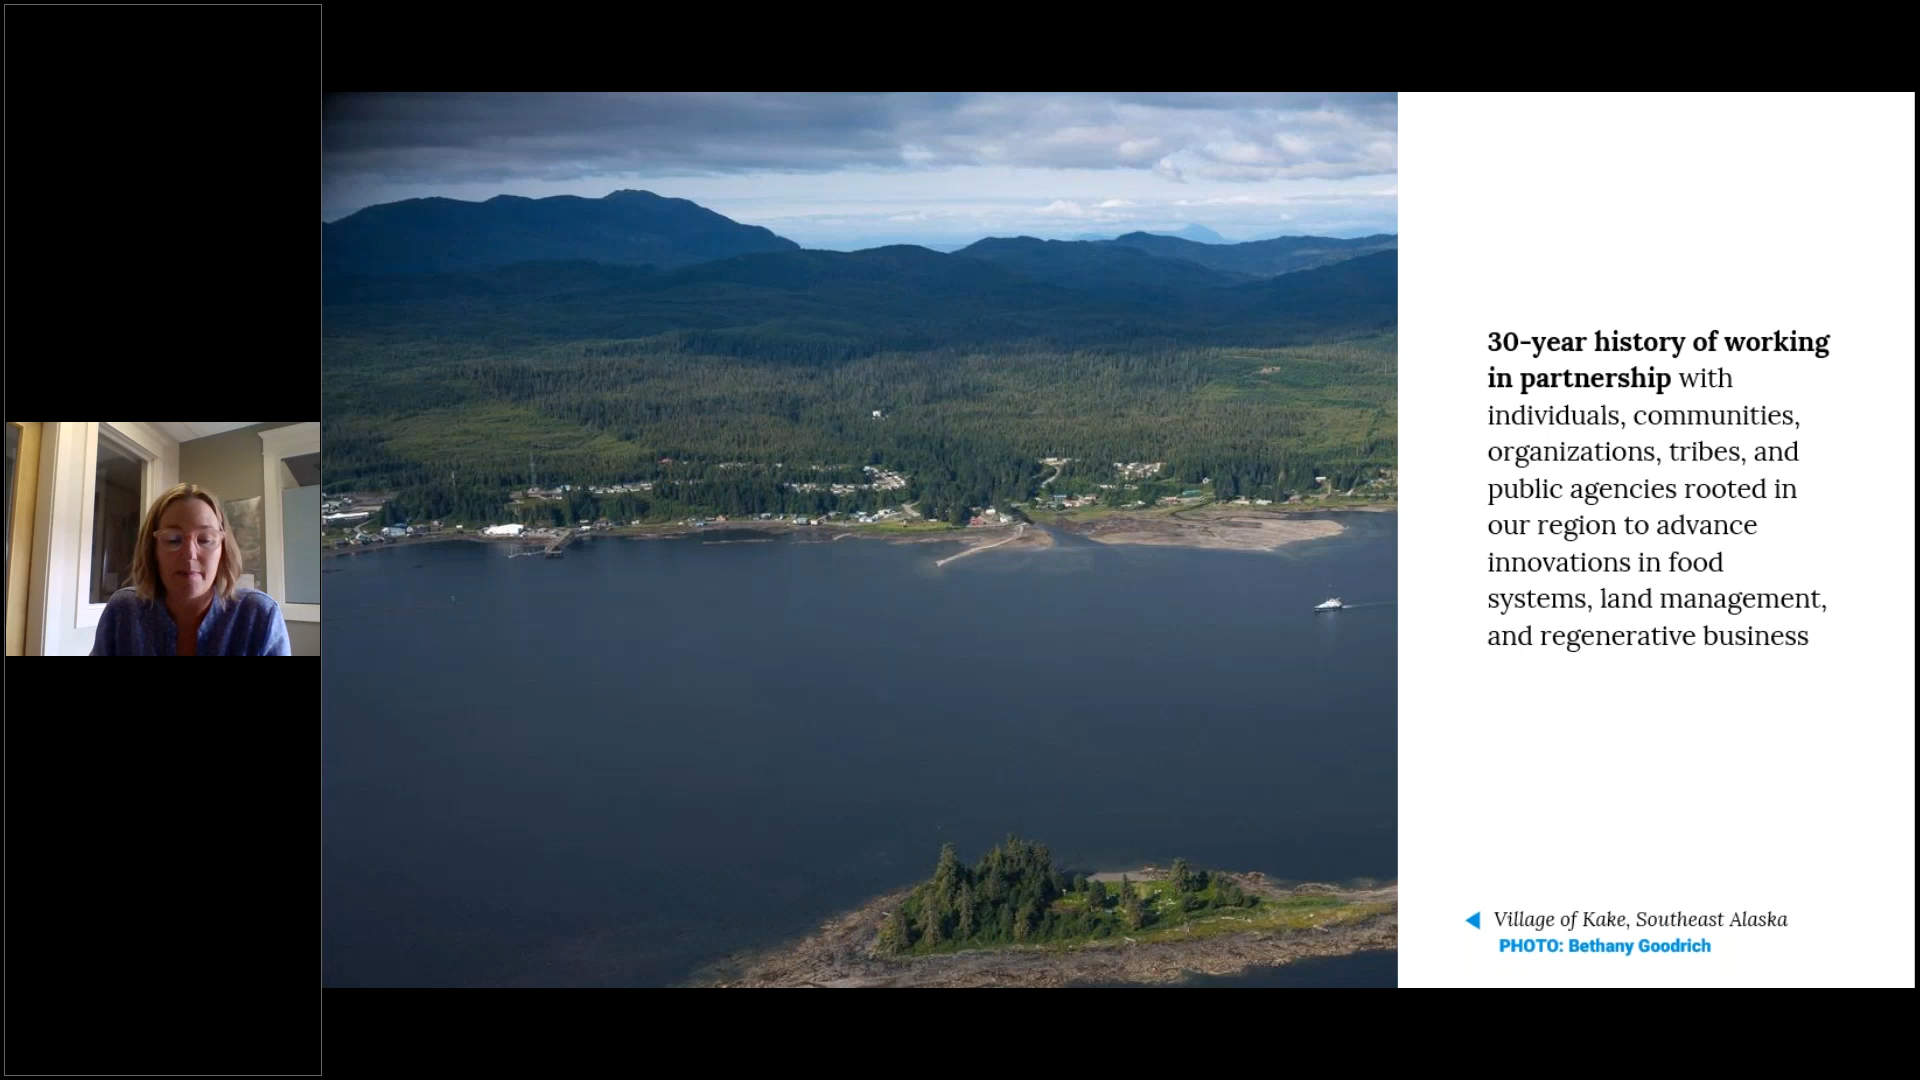 30-year history of working
in partnership with
individuals, communities,
organizations, tribes, and
public agencies rooted in
our region to advance
innovations in food
systems, land management,
and regenerative business
Village of Kake, Southeast Alaska
PHOTO: Bethany Goodrich